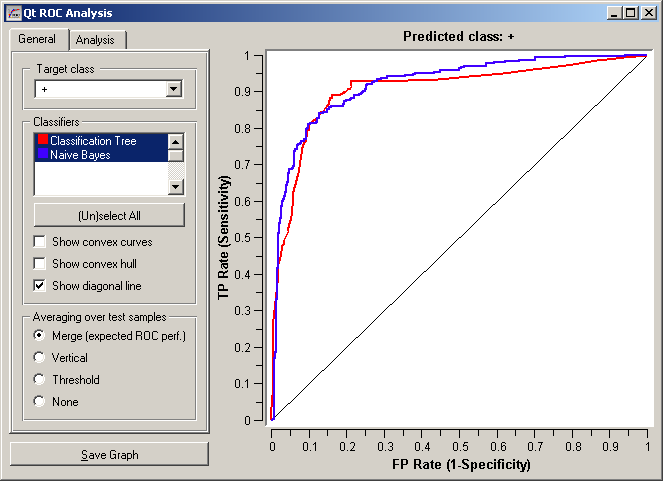 Qt ROC Analysis
General
Analysis
Target class
+
Classifiers
Classification Tree
Naive Bayes
(Un)select All
Show convex curves
Show convex hull
Show diagonal line
Averaging over test samples
Merge (expected ROC perf.)
Vertical
Threshold
None
Save Graph
Predicted class: +
TP Rate (Sensitivity)
1
0.9
0.8
0.7
0.6
0.5
0.4
0.3
0.2
0.1
0
0 0.1 0.2 0.3 0.4 0.5 0.6 0.7 0.8 0.9 1
FP Rate (1-Specificity)